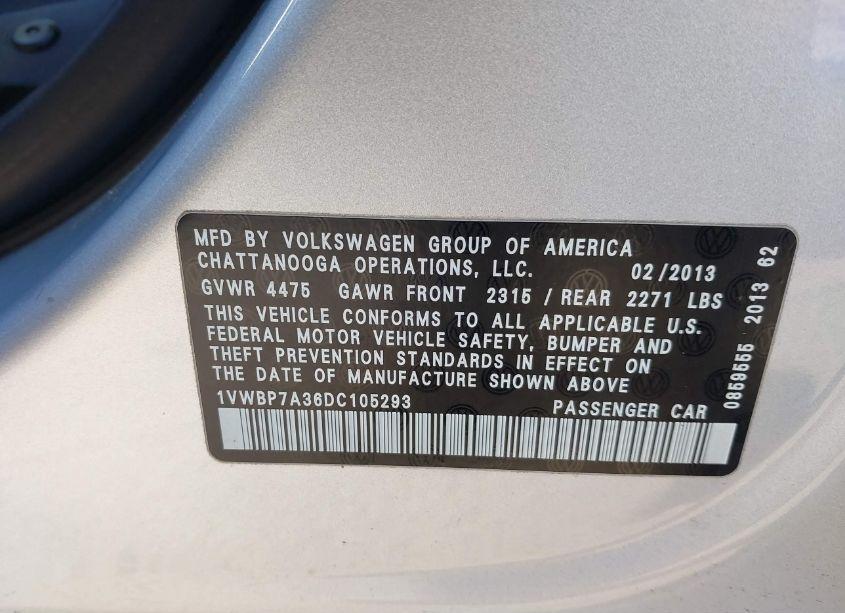 MFD BY VOLKSWAGEN GROUP OF AMERICA
CHATTANOOGA OPERATIONS, LLC. 02/2013
GVWR 4475 GAWR FRONT 2315 / REAR 2271 LBS
THIS VEHICLE CONFORMS TO ALL APPLICABLE U.S.
FEDERAL MOTOR VEHICLE SAFETY, BUMPER AND
THEFT PREVENTION STANDARDS IN EFFECT ON
THE DATE OF MANUFACTURE SHOWN ABOVE
1VWBP7A36DC105293 PASSENGER CAR
0859555 2013 62